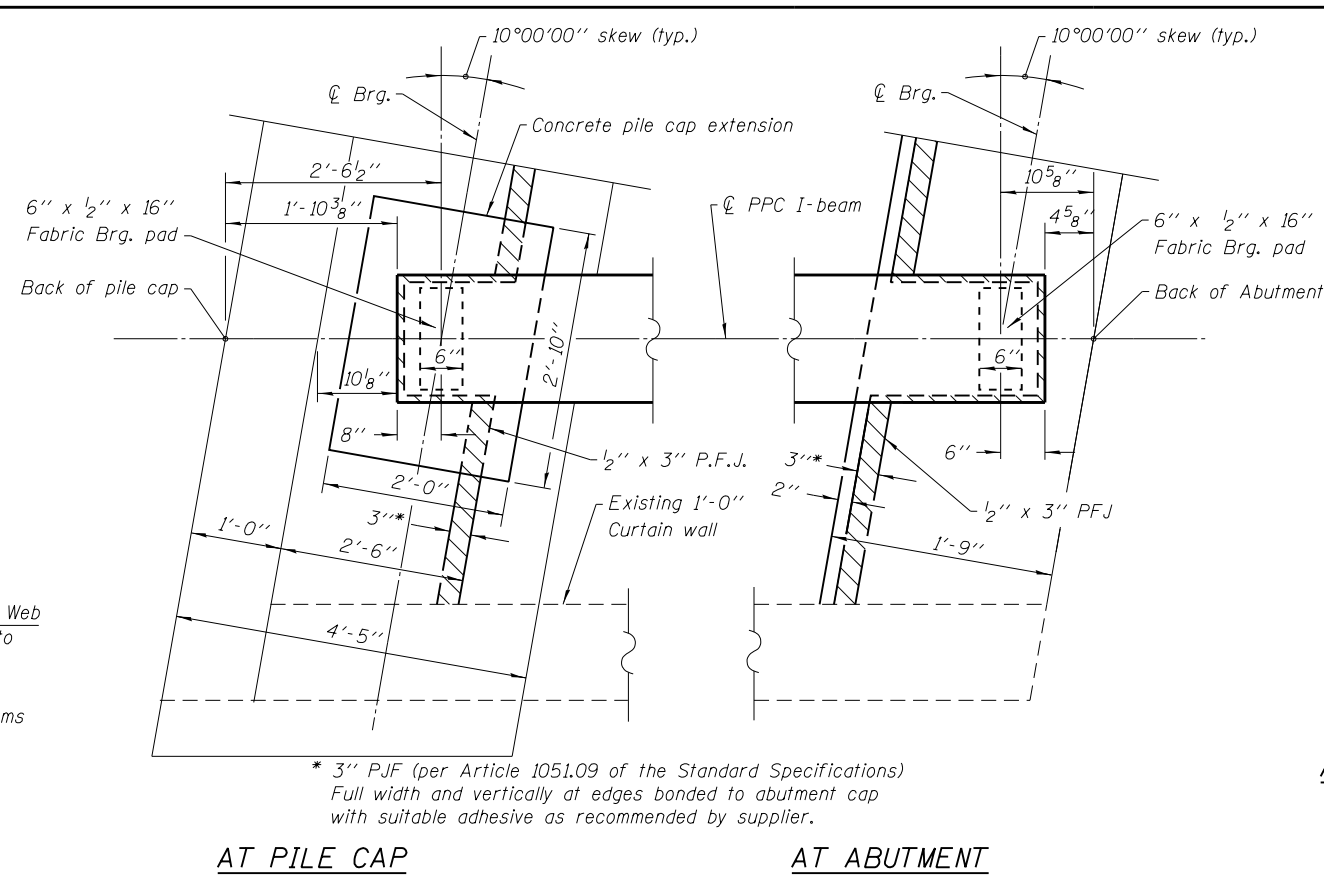 10°00'00'' skew (typ.)
℄ Brg.
Concrete pile cap extension
2'-6½''
1'-10⅜''
6'' x ½'' x 16''
Fabric Brg. pad
Back of pile cap
℄ PPC I-beam
10°00'00'' skew (typ.)
℄ Brg.
10⅝''
4⅝''
6'' x ½'' x 16''
Fabric Brg. pad
Back of Abutment
6''
2'-10''
10⅛''
8''
2'-0''
½'' x 3'' P.F.J.
3''*
Existing 1'-0''
Curtain wall
1'-0''
2'-6''
4'-5''
6''
6''
3''*
2''
½'' x 3'' PFJ
1'-9''
Web
to
ms
* 3'' PJF (per Article 1051.09 of the Standard Specifications)
Full width and vertically at edges bonded to abutment cap
with suitable adhesive as recommended by supplier.
AT PILE CAP
AT ABUTMENT